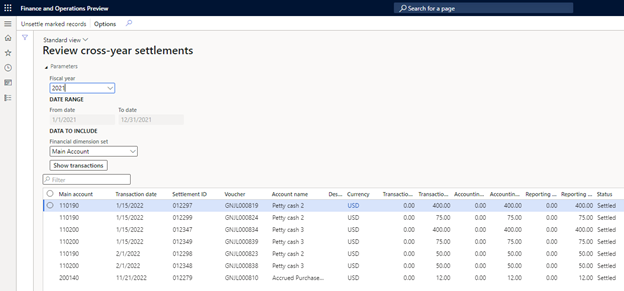 Finance and Operations Preview
Search for a page
Unsettle marked records Options
Standard view
Review cross-year settlements
Parameters
Fiscal year
2021
DATE RANGE
From date To date
1/1/2021 12/31/2021
DATA TO INCLUDE
Financial dimension set
Main Account
Show transactions
Filter
Main account Transaction date Settlement ID Voucher Account name Des... Currency Transactio... Transactio... Accountin... Accountin... Reporting ... Reporting ... Status
110190 1/15/2022 012297 GNJL000819 Petty cash 2 USD 0.00 400.00 0.00 400.00 0.00 400.00 Settled
110190 1/15/2022 012299 GNJL000824 Petty cash 2 USD 0.00 75.00 0.00 75.00 0.00 75.00 Settled
110200 1/15/2022 012347 GNJL000834 Petty cash 3 USD 0.00 400.00 0.00 400.00 0.00 400.00 Settled
110200 1/15/2022 012349 GNJL000839 Petty cash 3 USD 0.00 75.00 0.00 75.00 0.00 75.00 Settled
110190 2/1/2022 012298 GNJL000823 Petty cash 2 USD 0.00 50.00 0.00 50.00 0.00 50.00 Settled
110200 2/1/2022 012348 GNJL000838 Petty cash 3 USD 0.00 50.00 0.00 50.00 0.00 50.00 Settled
200140 11/21/2022 012279 GNJL000810 Accrued Purchase... USD 0.00 12.00 0.00 12.00 0.00 12.00 Settled